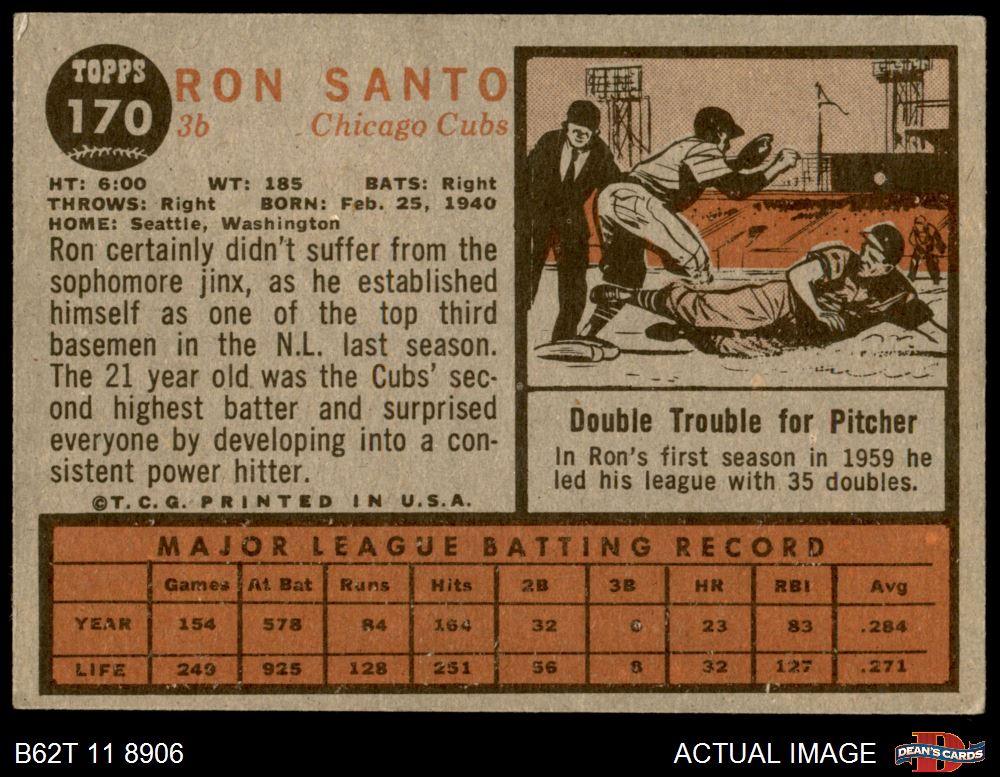 TOPPS
170
RON SANTO
3b Chicago Cubs
HT: 6:00 WT: 185 BATS: Right
THROWS: Right BORN: Feb. 25, 1940
HOME: Seattle, Washington
Ron certainly didn't suffer from the
sophomore jinx, as he established
himself as one of the top third
basemen in the N.L. last season.
The 21 year old was the Cubs' sec-
ond highest batter and surprised
everyone by developing into a con-
sistent power hitter.
©T.C.G. PRINTED IN U.S.A.
Double Trouble for Pitcher
In Ron's first season in 1959 he
led his league with 35 doubles.
MAJOR LEAGUE BATTING RECORD
Games At Bat Runs Hits 2B 3B HR RBI Avg
YEAR 154 578 84 164 32 6 23 83 .284
LIFE 249 925 128 251 56 8 32 127 .271
B62T 11 8906
ACTUAL IMAGE
D
DEAN'S CARDS